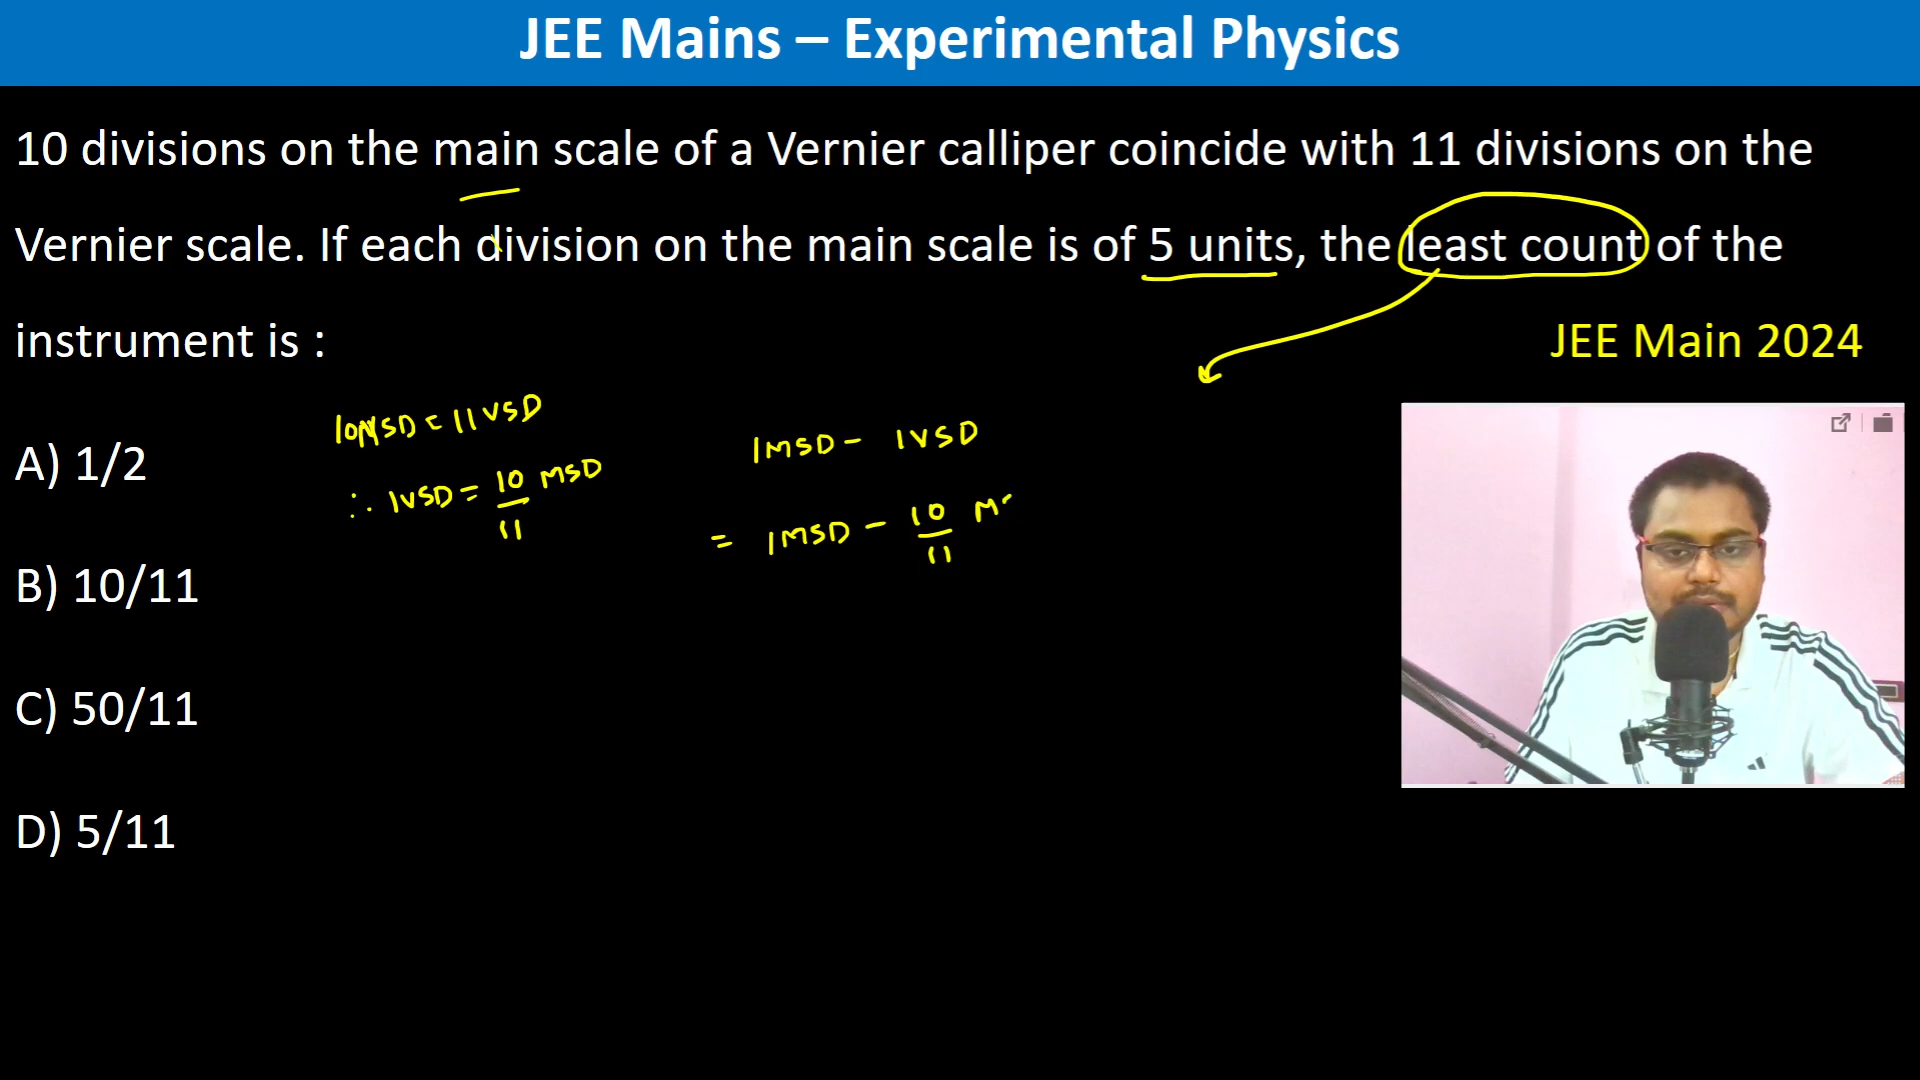 JEE Mains – Experimental Physics
10 divisions on the main scale of a Vernier calliper coincide with 11 divisions on the
Vernier scale. If each division on the main scale is of 5 units, the least count of the
instrument is :
JEE Main 2024
A) 1/2
B) 10/11
C) 50/11
D) 5/11
10MSD = 11VSD
∴ 1VSD = 10/11 MSD
1MSD - 1VSD
= 1MSD - 10/11 M